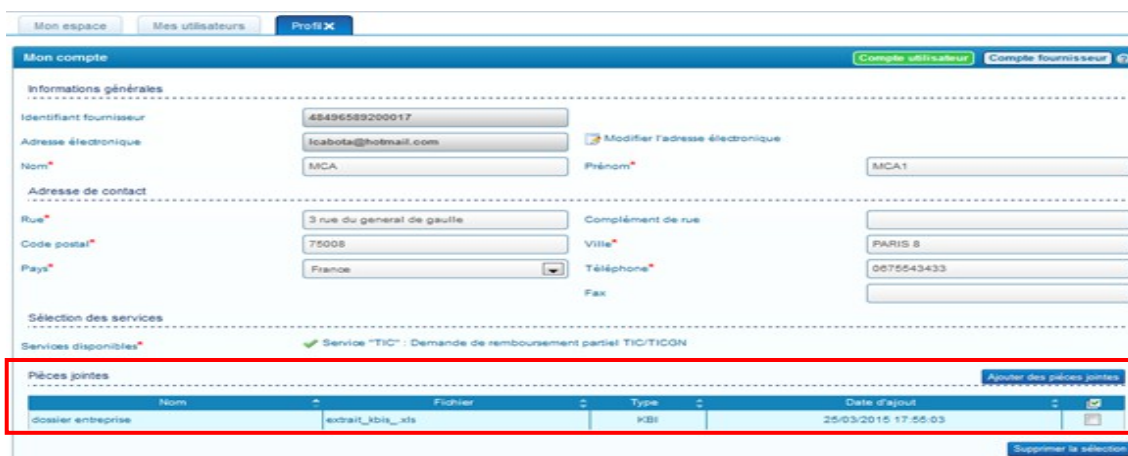 Mon espace Mes utilisateurs Profil
Mon compte Compte utilisateur Compte fournisseur
Informations générales
Identifiant fournisseur 48496589200017
Adresse électronique lcabota@hotmail.com Modifier l'adresse électronique
Nom* MCA Prénom* MCA1
Adresse de contact
Rue* 3 rue du general de gaulle Complément de rue
Code postal* 75008 Ville* PARIS 8
Pays* France Téléphone* 0675543433
Fax
Sélection des services
Services disponibles* Service "TIC" : Demande de remboursement partiel TIC/TICGN
Pièces jointes Ajouter des pièces jointes
Nom Fichier Type Date d'ajout
dossier entreprise extrait_kbis_.xls KBI 25/03/2015 17:55:03
Supprimer la sélection